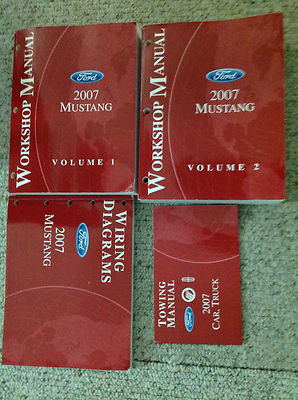 WORKSHOP MANUAL
Ford
2007
MUSTANG
VOLUME 1
WORKSHOP MANUAL
Ford
2007
MUSTANG
VOLUME 2
WIRING
DIAGRAMS
Ford
2007
MUSTANG
TOWING
MANUAL
Ford
2007
CAR, TRUCK